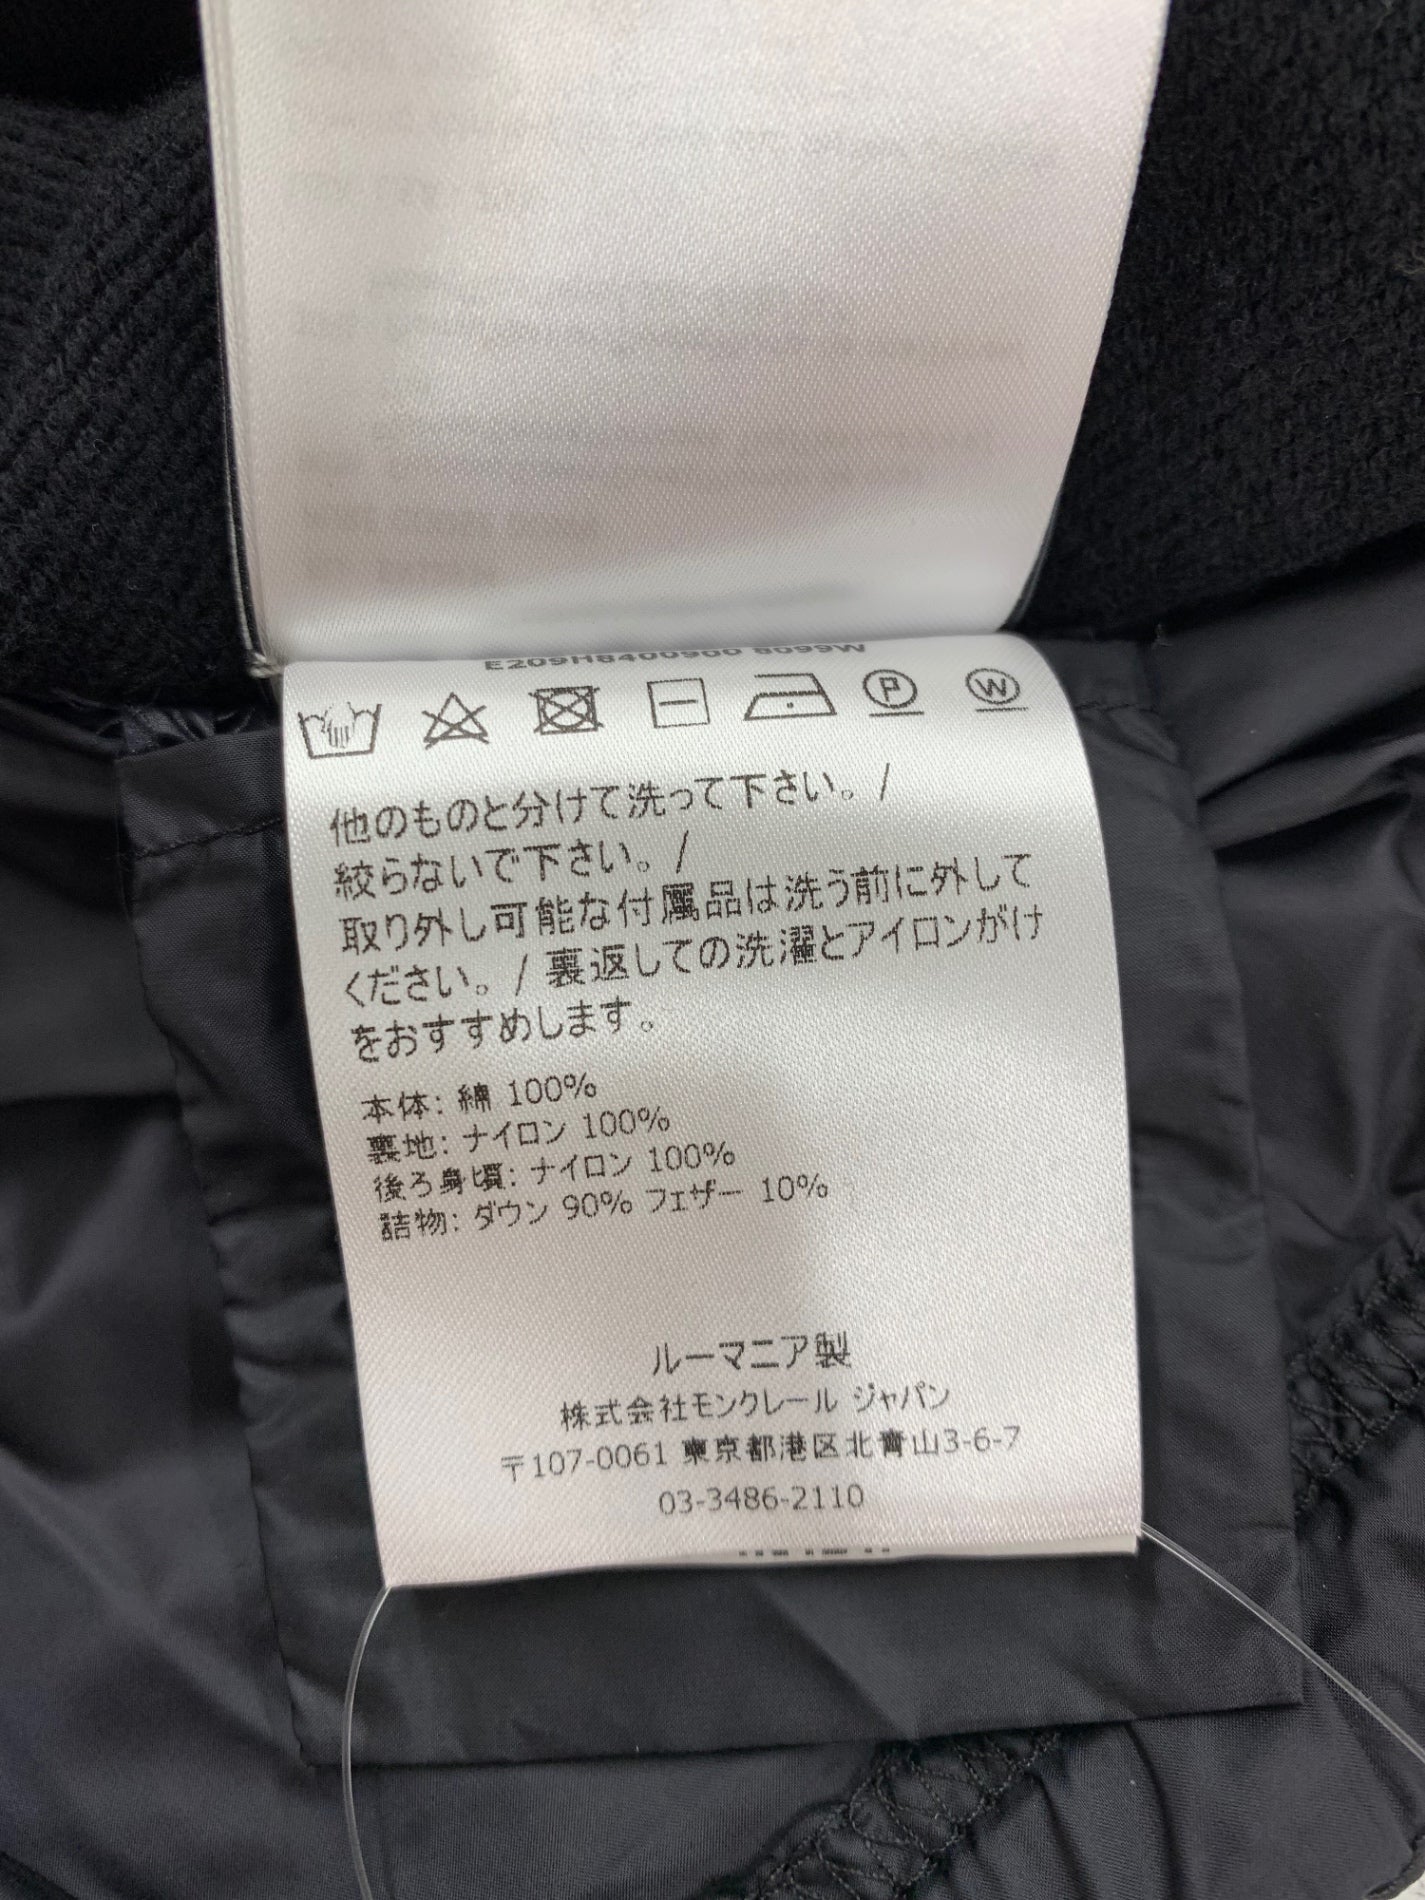 E209H8400900 8099W
P W
他のものと分けて洗って下さい。/
絞らないで下さい。/
取り外し可能な付属品は洗う前に外して
ください。/ 裏返しての洗濯とアイロンがけ
をおすすめします。
本体: 綿 100%
裏地: ナイロン 100%
後ろ身頃: ナイロン 100%
詰物: ダウン 90% フェザー 10%
ルーマニア製
株式会社モンクレール ジャパン
〒107-0061 東京都港区北青山3-6-7
03-3486-2110